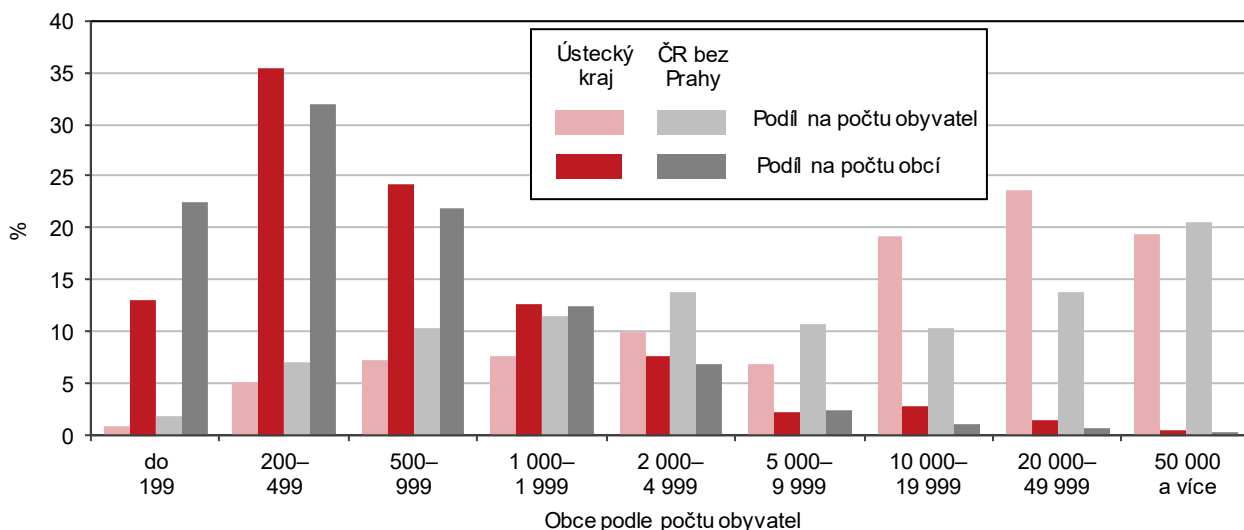 40
35
30
25
20
15
10
5
0
%
Ústecký kraj
ČR bez Prahy
Podíl na počtu obyvatel
Podíl na počtu obcí
do 199
200–499
500–999
1 000–1 999
2 000–4 999
5 000–9 999
10 000–19 999
20 000–49 999
50 000 a více
Obce podle počtu obyvatel